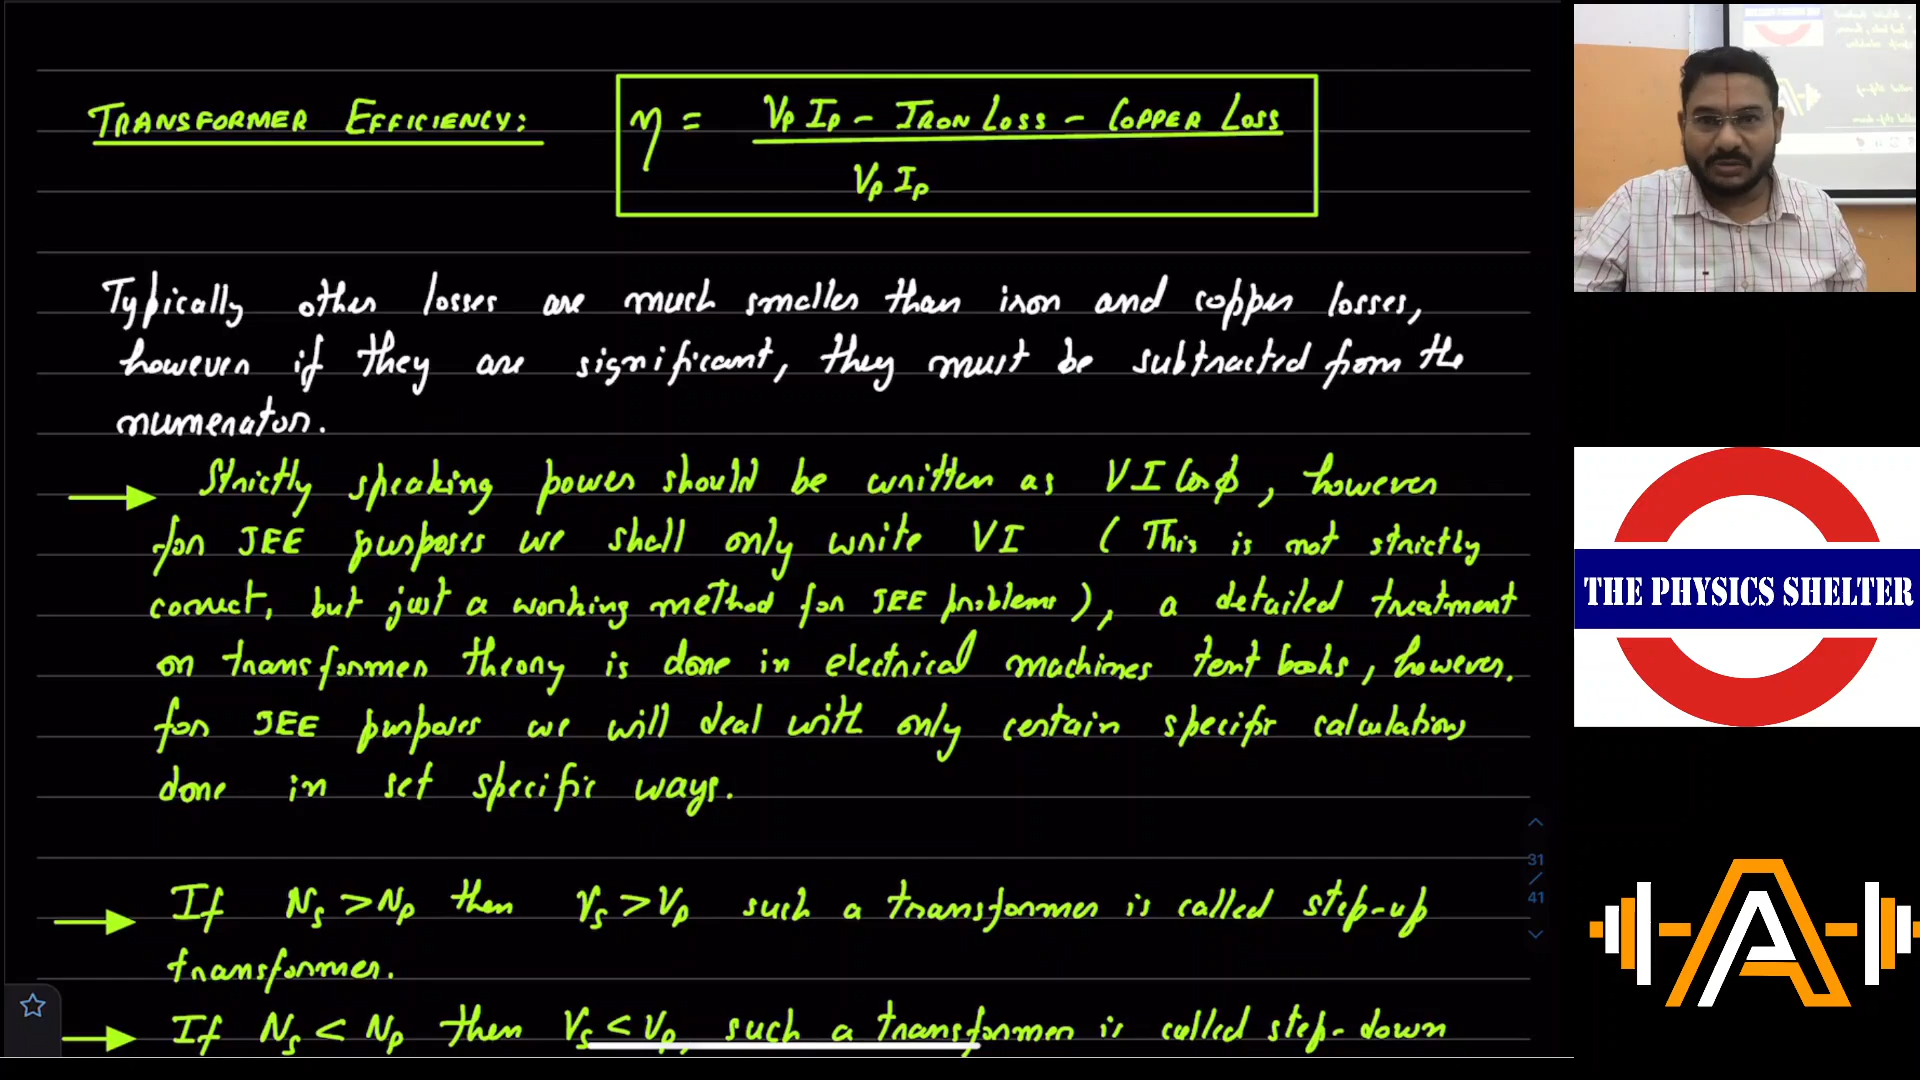 TRANSFORMER EFFICIENCY:
η = (VP IP - IRON LOSS - COPPER LOSS) / VP IP
Typically other losses are much smaller than iron and copper losses,
however if they are significant, they must be subtracted from the
numerator.
Strictly speaking power should be written as VI Cosϕ, however
for JEE purposes we shall only write VI (This is not strictly
correct, but just a working method for JEE problems), a detailed treatment
on transformer theory is done in electrical machines text books, however.
for JEE purposes we will deal with only certain specific calculations
done in set specific ways.
If Ns > Np then Vs > Vp such a transformer is called step-up
transformer.
If Ns < Np then Vs < Vp, such a transformer is called step-down
31
/
41
THE PHYSICS SHELTER
A